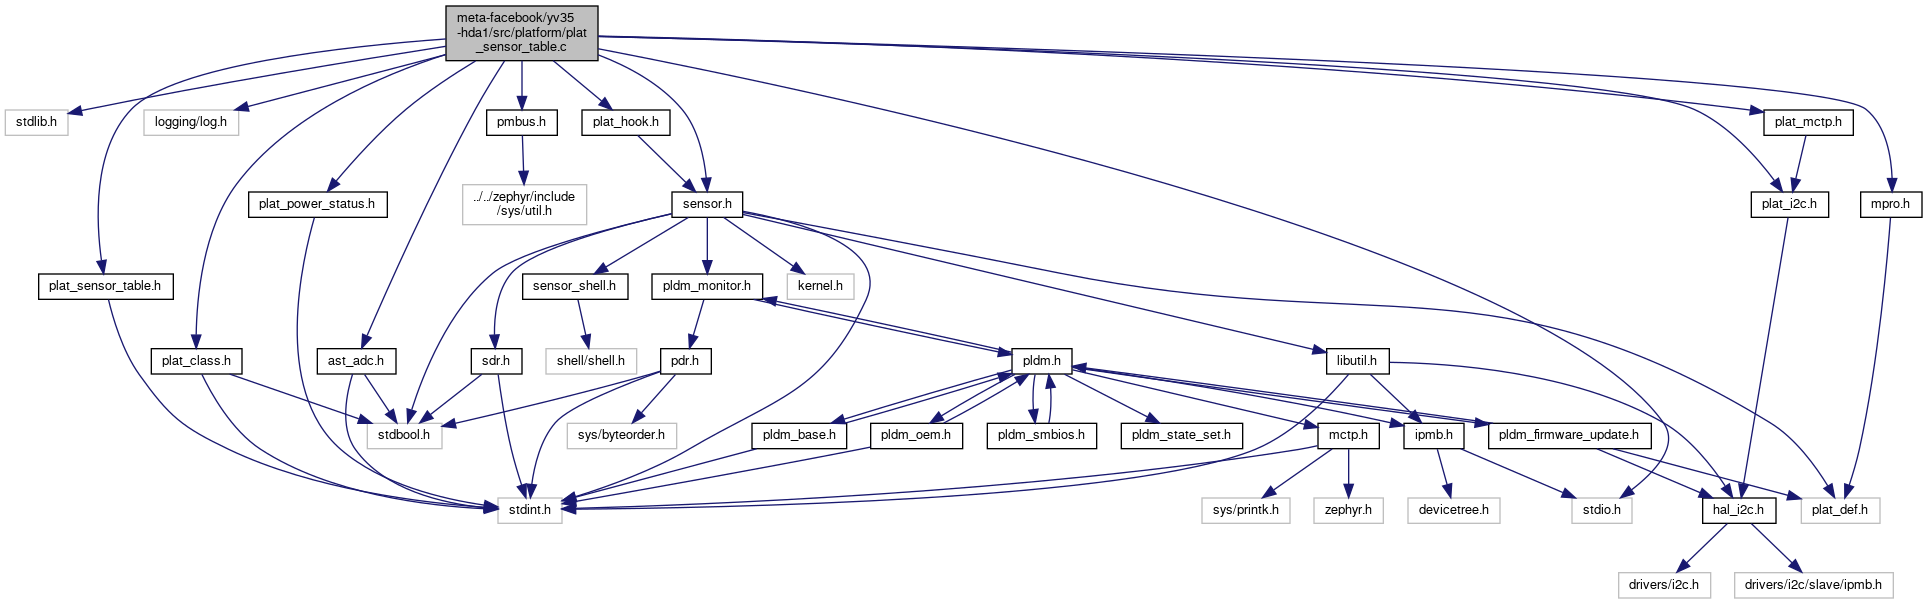 meta-facebook/yv35
-hda1/src/platform/plat
_sensor_table.c
stdlib.h
logging/log.h
pmbus.h
plat_hook.h
plat_mctp.h
plat_power_status.h
../../zephyr/include
/sys/util.h
sensor.h
plat_i2c.h
mpro.h
plat_sensor_table.h
sensor_shell.h
pldm_monitor.h
kernel.h
plat_class.h
ast_adc.h
sdr.h
shell/shell.h
pdr.h
pldm.h
libutil.h
stdbool.h
sys/byteorder.h
pldm_base.h
pldm_oem.h
pldm_smbios.h
pldm_state_set.h
mctp.h
ipmb.h
pldm_firmware_update.h
stdint.h
sys/printk.h
zephyr.h
devicetree.h
stdio.h
hal_i2c.h
plat_def.h
drivers/i2c.h
drivers/i2c/slave/ipmb.h